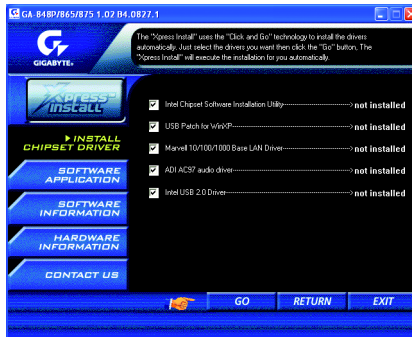 GA-848P/865/875 1.02 B4.0827.1
GIGABYTE™
The "Xpress Install" uses the "Click and Go" technology to install the drivers
automatically. Just select the drivers you want then click the "Go" button. The
"Xpress Install" will execute the installation for you automatically.
Xpress-
INSTALL
INSTALL
CHIPSET DRIVER
SOFTWARE
APPLICATION
SOFTWARE
INFORMATION
HARDWARE
INFORMATION
CONTACT US
Intel Chipset Software Installation Utility not installed
USB Patch for WinXP not installed
Marvell 10/100/1000 Base LAN Driver not installed
ADI AC97 audio driver not installed
Intel USB 2.0 Driver not installed
GO RETURN EXIT